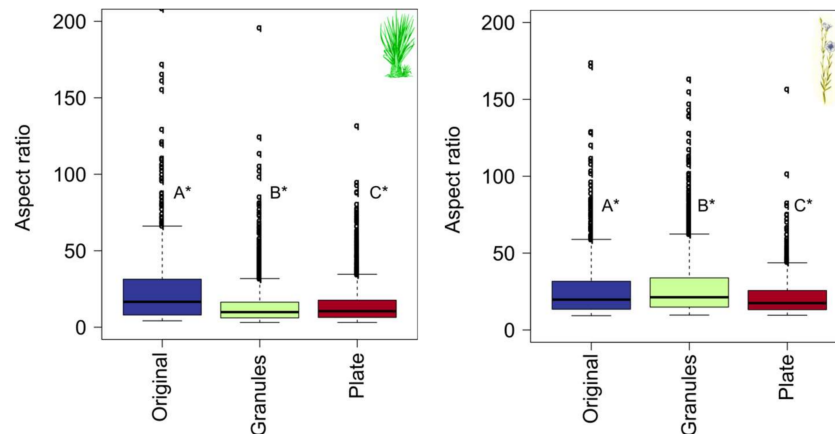 200
150
100
50
0
Aspect ratio
A*
B*
C*
Original
Granules
Plate
200
150
100
50
0
Aspect ratio
A*
B*
C*
Original
Granules
Plate